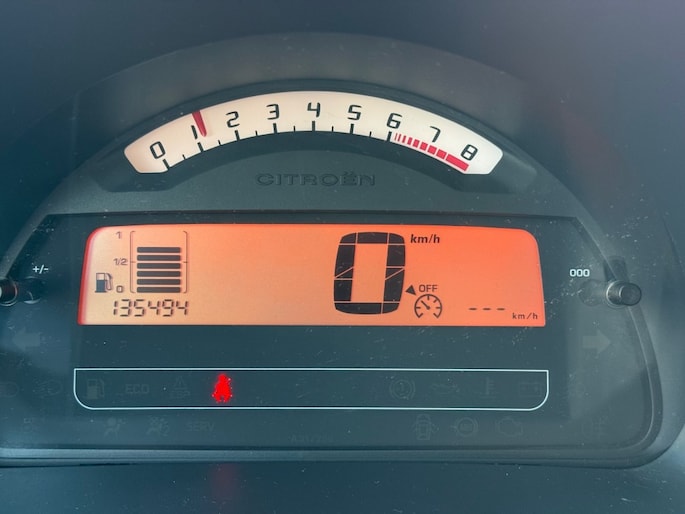 0 1 2 3 4 5 6 7 8
CITROËN
1
1/2
0
135494
0 km/h
OFF
--- km/h
+/-
000
ECO
SERV